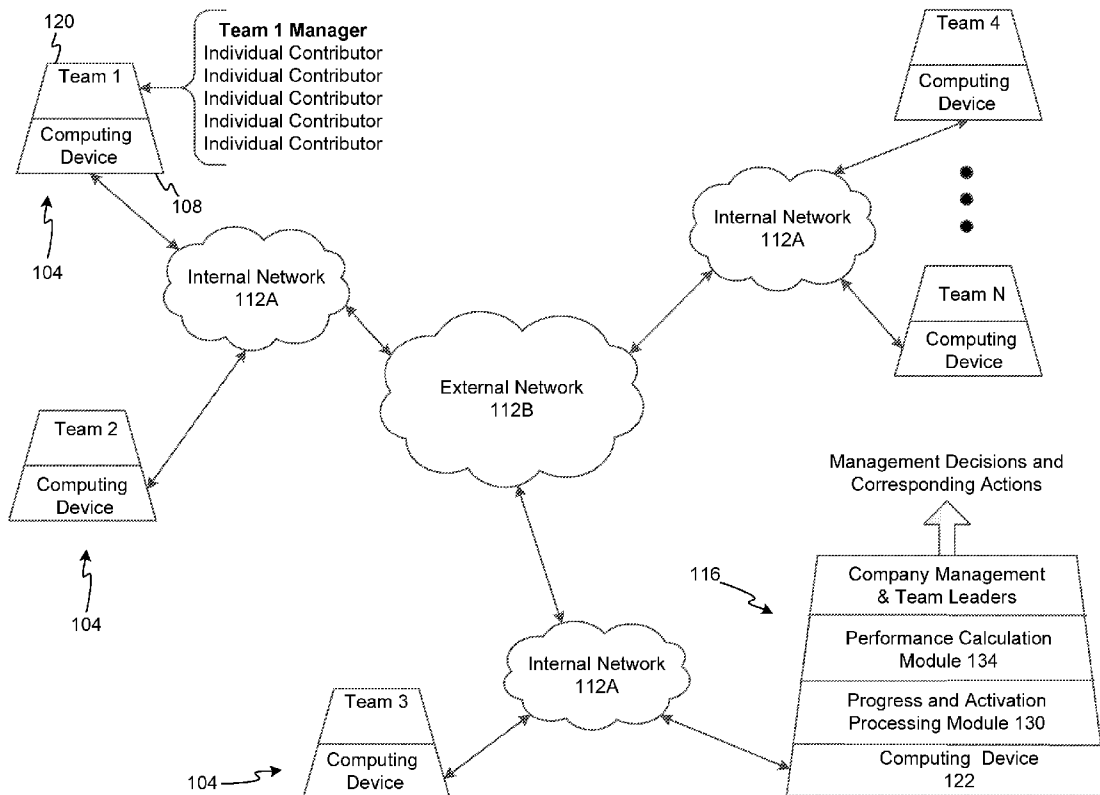 120
Team 1
Computing
Device
108
104
Team 1 Manager
Individual Contributor
Individual Contributor
Individual Contributor
Individual Contributor
Individual Contributor
Team 4
Computing
Device
Internal Network
112A
Internal Network
112A
Team N
Computing
Device
External Network
112B
Team 2
Computing
Device
104
Management Decisions and
Corresponding Actions
116
Company Management
& Team Leaders
Performance Calculation
Module 134
Progress and Activation
Processing Module 130
Computing Device
122
Internal Network
112A
Team 3
Computing
Device
104